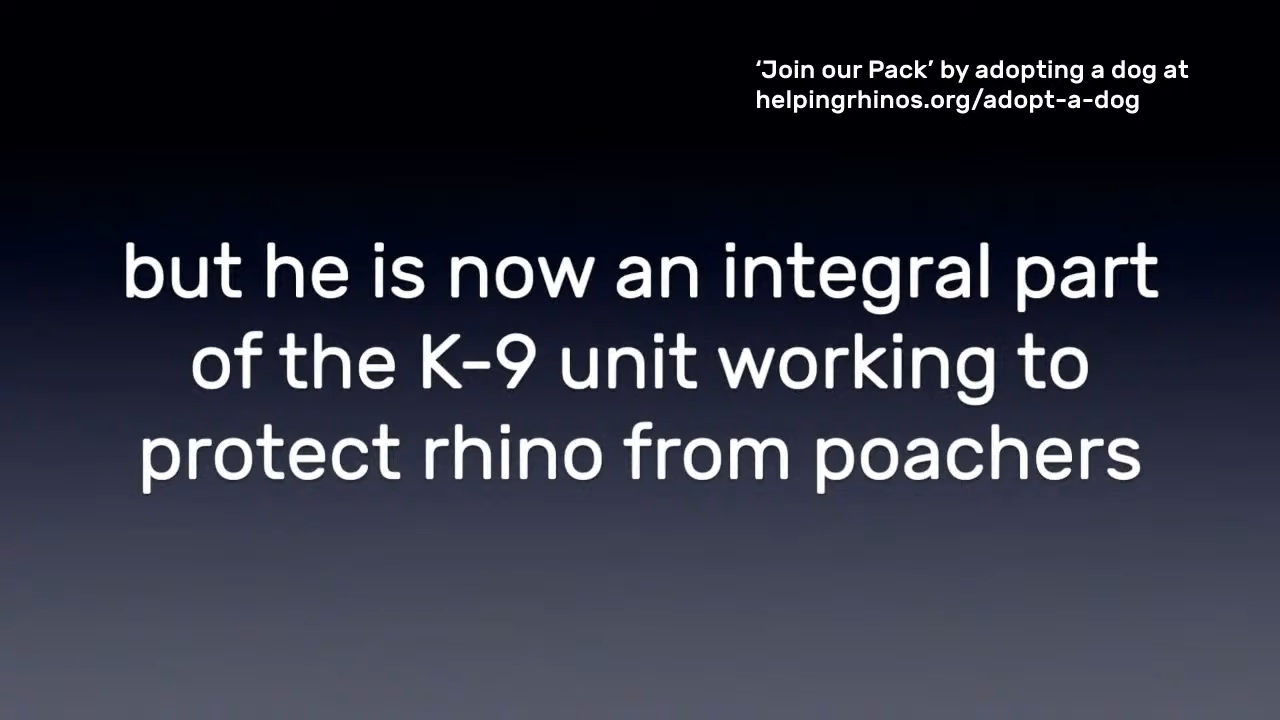 ‘Join our Pack’ by adopting a dog at
helpingrhinos.org/adopt-a-dog
but he is now an integral part
of the K-9 unit working to
protect rhino from poachers